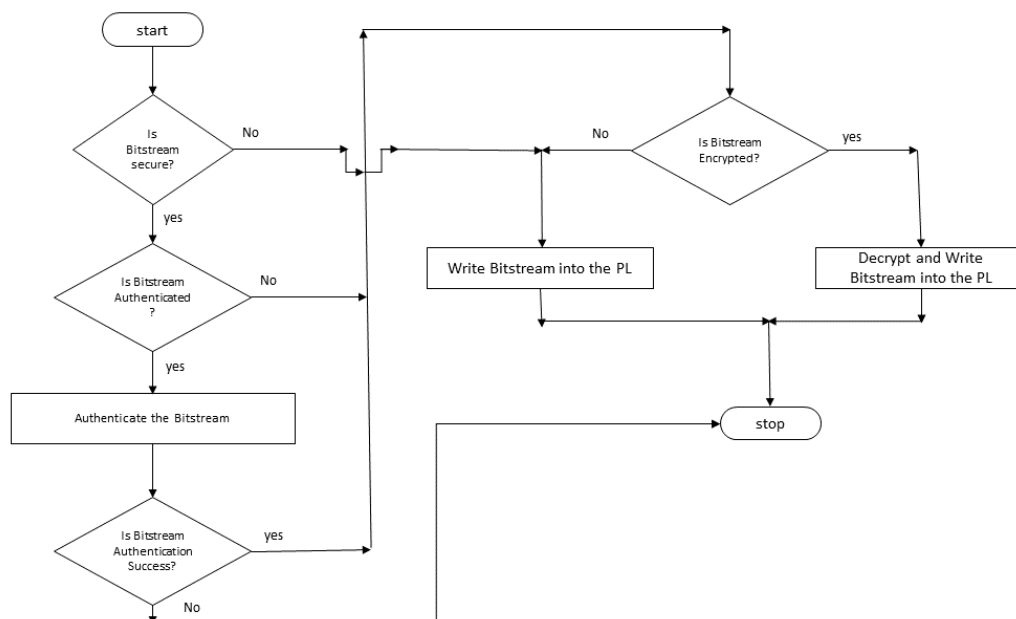 start
Is
Bitstream
secure?
No
yes
Is Bitstream
Authenticated
?
No
yes
Authenticate the Bitstream
Is Bitstream
Authentication
Success?
yes
No
Is Bitstream
Encrypted?
No
yes
Write Bitstream into the PL
Decrypt and Write
Bitstream into the PL
stop